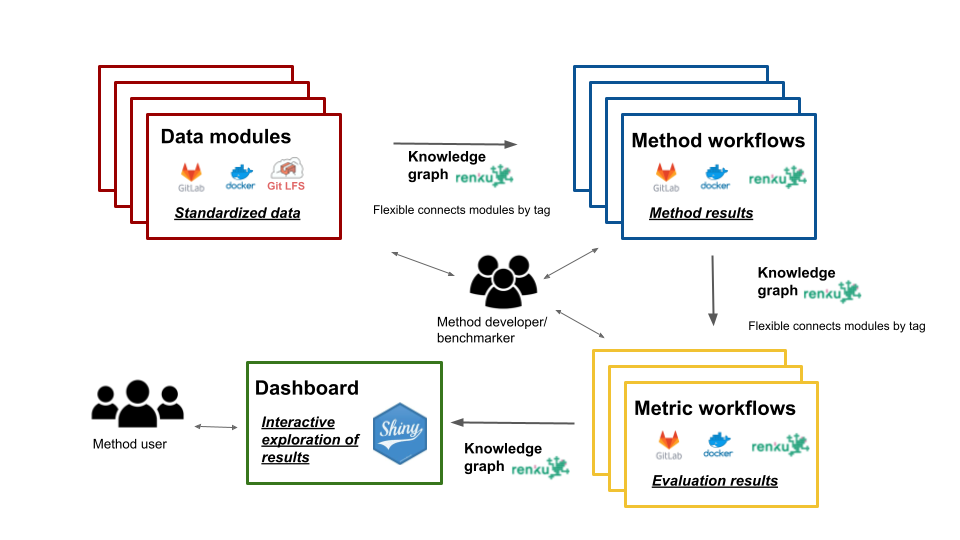 Data modules
GitLab
docker
Git LFS
Standardized data
Knowledge
graph renku
Flexible connects modules by tag
Method workflows
GitLab
docker
renku
Method results
Knowledge
graph renku
Flexible connects modules by tag
Method developer/
benchmarker
Metric workflows
GitLab
docker
renku
Evaluation results
Knowledge
graph renku
Dashboard
Interactive
exploration of
results
Shiny
Method user